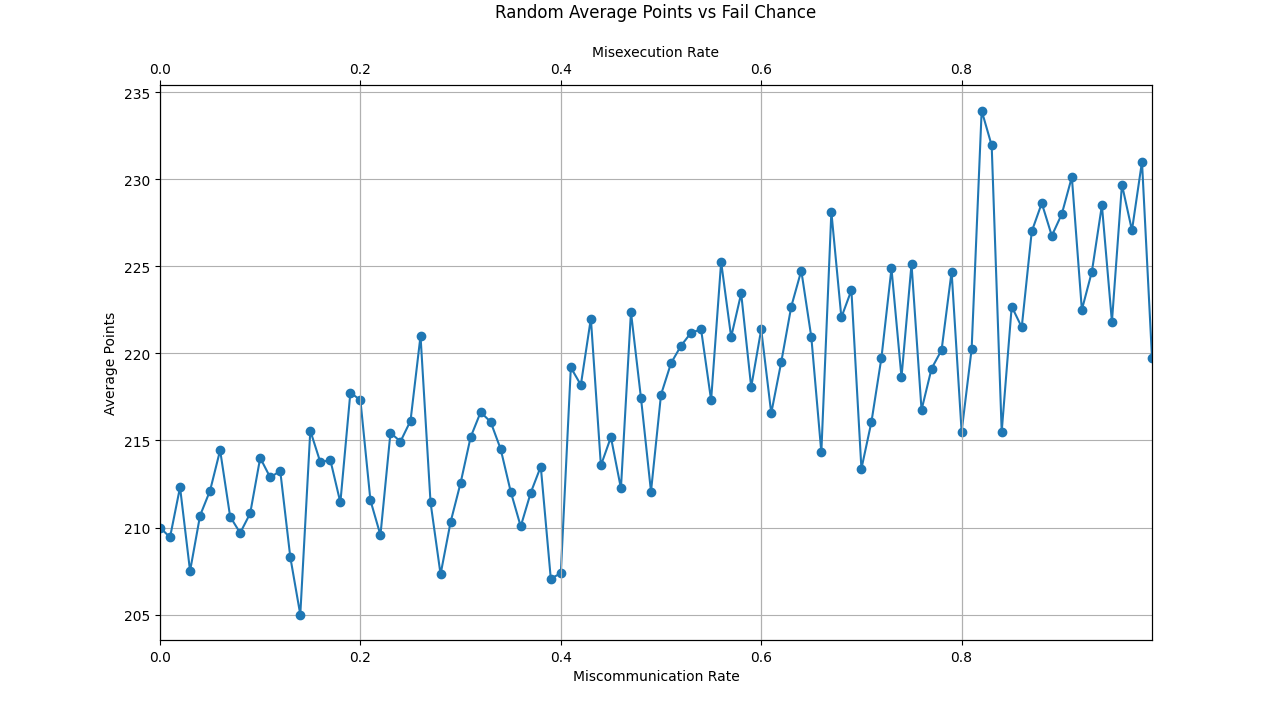 Random Average Points vs Fail Chance
Misexecution Rate
0.0 0.2 0.4 0.6 0.8
235
230
225
220
215
210
205
Average Points
0.0 0.2 0.4 0.6 0.8
Miscommunication Rate